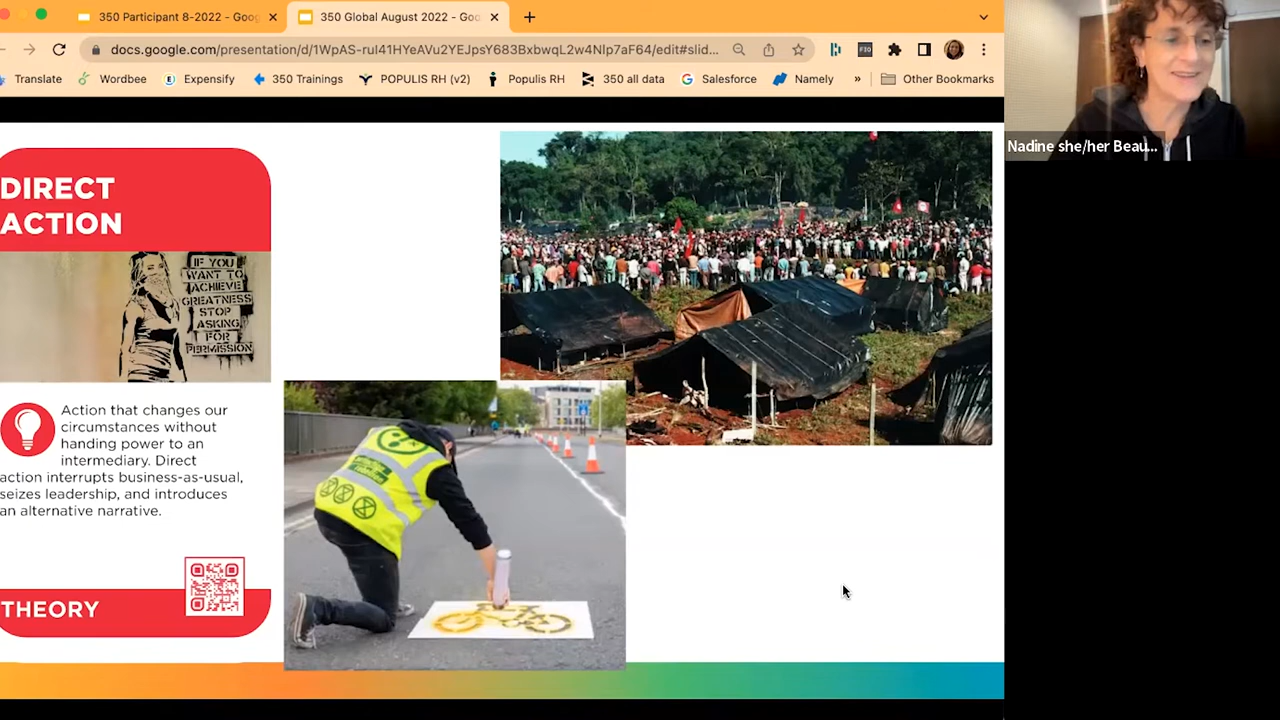 350 Participant 8-2022 - Goog
350 Global August 2022 - Goo
docs.google.com/presentation/d/1WpAS-ruI41HYeAVu2YEJpsY683BxbwqL2w4NIp7aF64/edit#slid...
Translate
Wordbee
Expensify
350 Trainings
POPULIS RH (v2)
Populis RH
350 all data
Salesforce
Namely
»
Other Bookmarks
Nadine she/her Beau...
DIRECT
ACTION
IF YOU
WANT TO
ACHIEVE
GREATNESS
STOP
ASKING
FOR
PERMISSION
Action that changes our
circumstances without
handing power to an
intermediary. Direct
action interrupts business-as-usual,
seizes leadership, and introduces
an alternative narrative.
THEORY